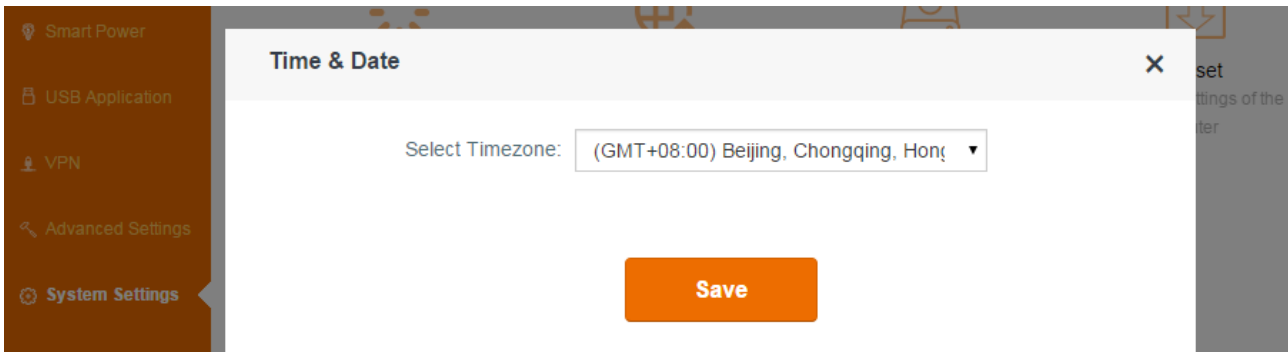 Smart Power
USB Application
VPN
Advanced Settings
System Settings
Time & Date
Select Timezone: (GMT+08:00) Beijing, Chongqing, Hong
Save
set
ttings of the
ter